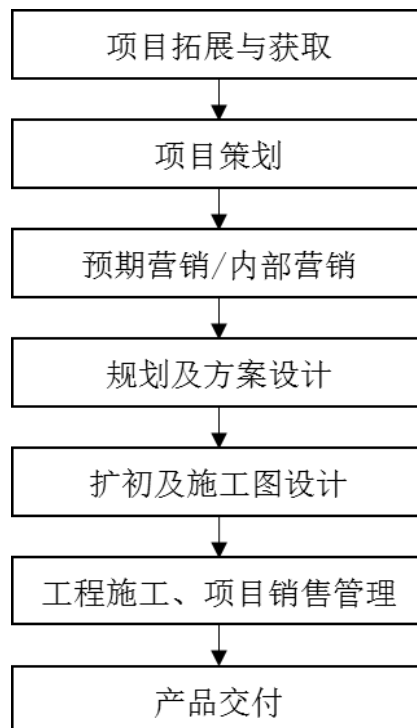 项目拓展与获取
项目策划
预期营销/内部营销
规划及方案设计
扩初及施工图设计
工程施工、项目销售管理
产品交付